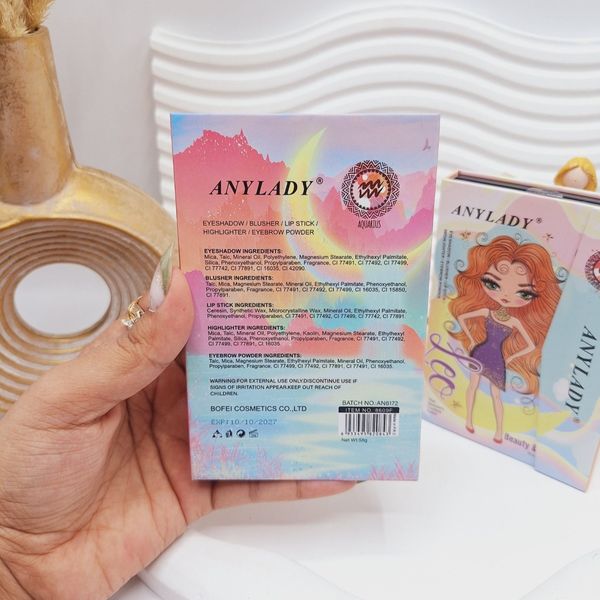 ANYLADY®
AQUARIUS
EYESHADOW / BLUSHER / LIP STICK /
HIGHLIGHTER / EYEBROW POWDER
EYESHADOW INGREDIENTS:
Mica, Talc, Mineral Oil, Polyethylene, Magnesium Stearate, Ethylhexyl Palmitate,
Silica, Phenoxyethanol, Propylparaben, Fragrance, CI 77491, CI 77492, CI 77499,
CI 77742, CI 77891, CI 16035, CI 42090.
BLUSHER INGREDIENTS:
Talc, Mica, Magnesium Stearate, Mineral Oil, Ethylhexyl Palmitate, Phenoxyethanol,
Propylparaben, Fragrance, CI 77491, CI 77492, CI 77499, CI 16035, CI 15850,
CI 77891.
LIP STICK INGREDIENTS:
Ceresin, Synthetic Wax, Microcrystalline Wax, Mineral Oil, Ethylhexyl Palmitate,
Phenoxyethanol, Propylparaben, CI 77491, CI 77492, CI 77499, CI 77742, CI 77891.
HIGHLIGHTER INGREDIENTS:
Mica, Talc, Mineral Oil, Polyethylene, Kaolin, Magnesium Stearate, Ethylhexyl
Palmitate, Silica, Phenoxyethanol, Propylparaben, Fragrance, CI 77491, CI 77492,
CI 77499, CI 77891, CI 16035.
EYEBROW POWDER INGREDIENTS:
Talc, Mica, Magnesium Stearate, Ethylhexyl Palmitate, Mineral Oil, Phenoxyethanol,
Propylparaben, Fragrance, CI 77499, CI 77492, CI 77491, CI 77891.
WARNING:FOR EXTERNAL USE ONLY.DISCONTINUE USE IF
SIGNS OF IRRITATION APPEAR.KEEP OUT REACH OF
CHILDREN.
BATCH NO.:AN6172
BOFEI COSMETICS CO.,LTD
ITEM NO.: 8609F
EXP: 10/10/2027
Net Wt.58g
ANYLADY®
Leo
ANYLADY®
Beauty &